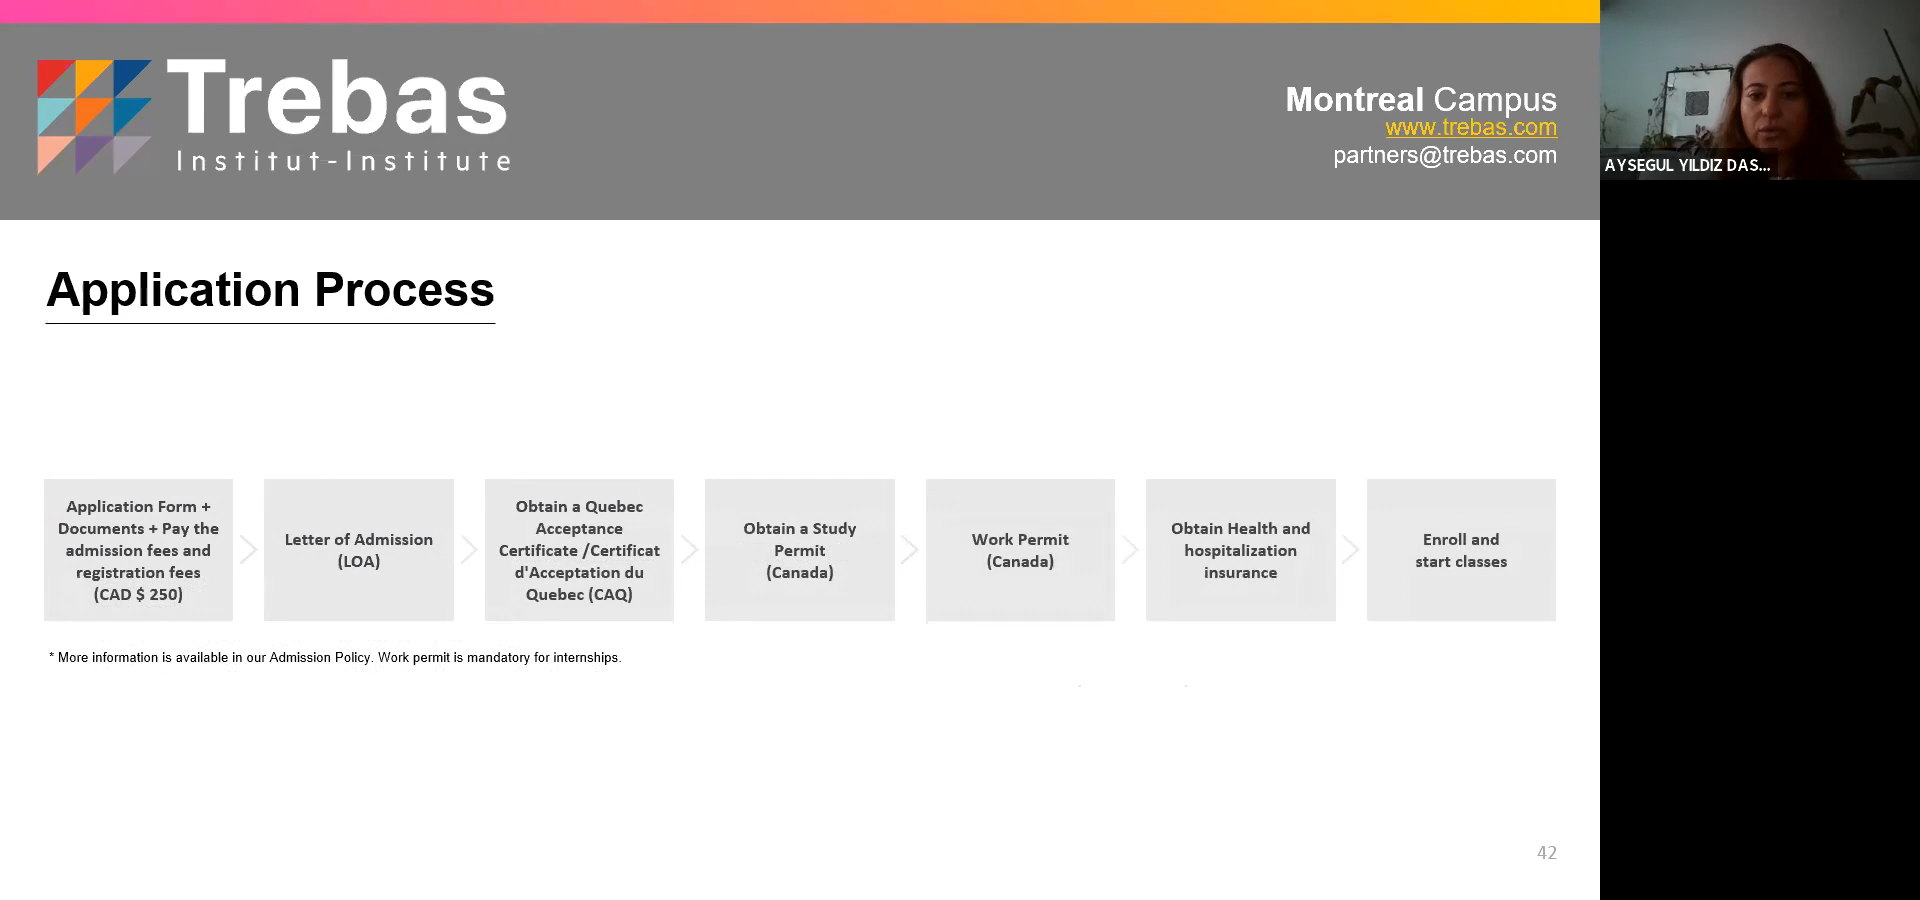 Trebas
Institut-Institute
Montreal Campus
www.trebas.com
partners@trebas.com
AYSEGUL YILDIZ DAS...
Application Process
Application Form +
Documents + Pay the
admission fees and
registration fees
(CAD $ 250)
Letter of Admission
(LOA)
Obtain a Quebec
Acceptance
Certificate /Certificat
d'Acceptation du
Quebec (CAQ)
Obtain a Study
Permit
(Canada)
Work Permit
(Canada)
Obtain Health and
hospitalization
insurance
Enroll and
start classes
* More information is available in our Admission Policy. Work permit is mandatory for internships.
42